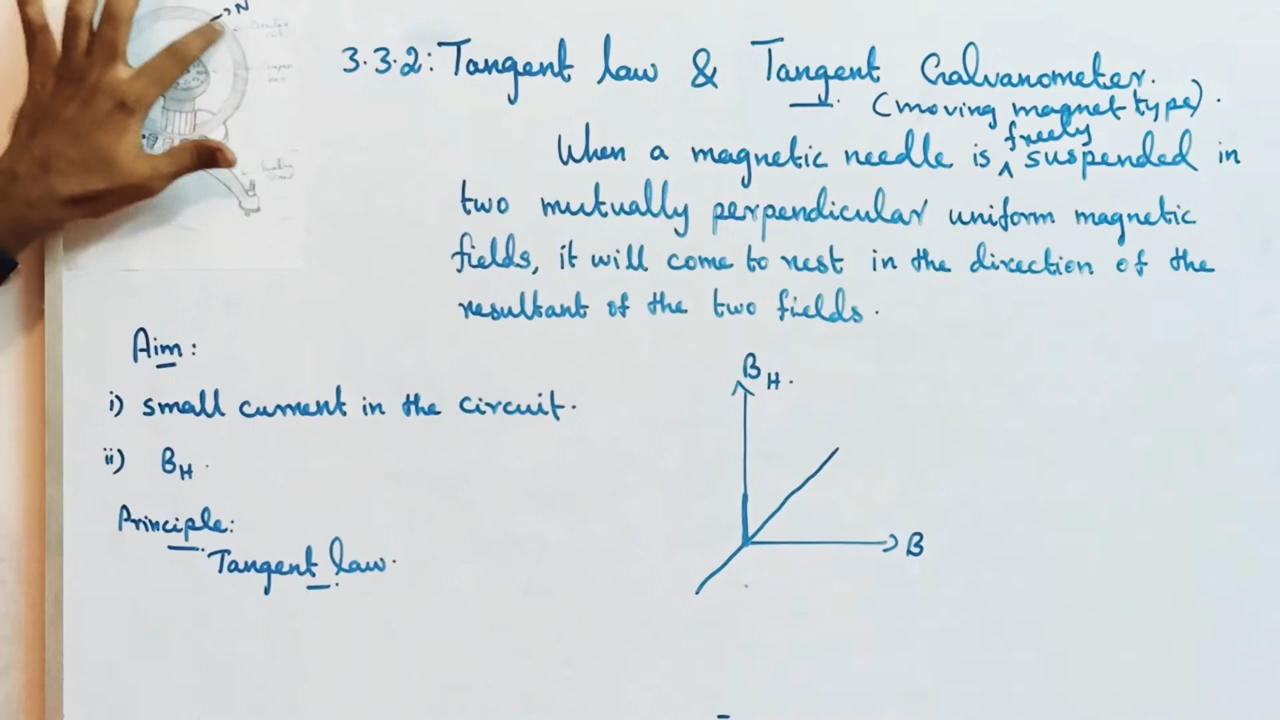 N
3.3.2: Tangent law & Tangent Galvanometer.
(moving magnet type).
When a magnetic needle is freely suspended in
two mutually perpendicular uniform magnetic
fields, it will come to rest in the direction of the
resultant of the two fields.
Aim:
i) small current in the circuit.
ii) BH.
Principle:
Tangent law.
BH.
B